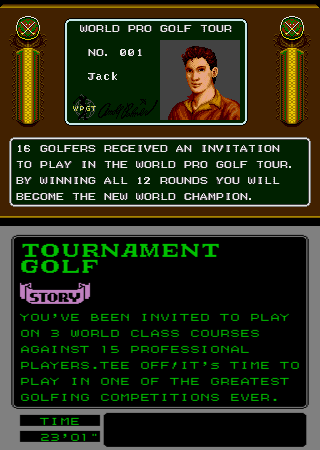 WORLD PRO GOLF TOUR
NO. 001
Jack
WPGT
16 GOLFERS RECEIVED AN INVITATION
TO PLAY IN THE WORLD PRO GOLF TOUR.
BY WINNING ALL 12 ROUNDS YOU WILL
BECOME THE NEW WORLD CHAMPION.
TOURNAMENT
GOLF
STORY
YOU'VE BEEN INVITED TO PLAY
ON 3 WORLD CLASS COURSES
AGAINST 15 PROFESSIONAL
PLAYERS.TEE OFF,IT'S TIME TO
PLAY IN ONE OF THE GREATEST
GOLFING COMPETITIONS EVER.
TIME
23'01"